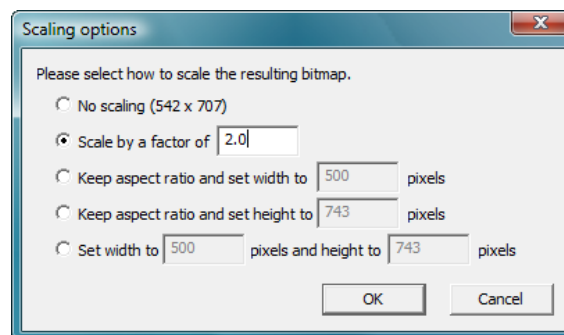 Scaling options
Please select how to scale the resulting bitmap.
No scaling (542 x 707)
Scale by a factor of 2.0
Keep aspect ratio and set width to 500 pixels
Keep aspect ratio and set height to 743 pixels
Set width to 500 pixels and height to 743 pixels
OK Cancel